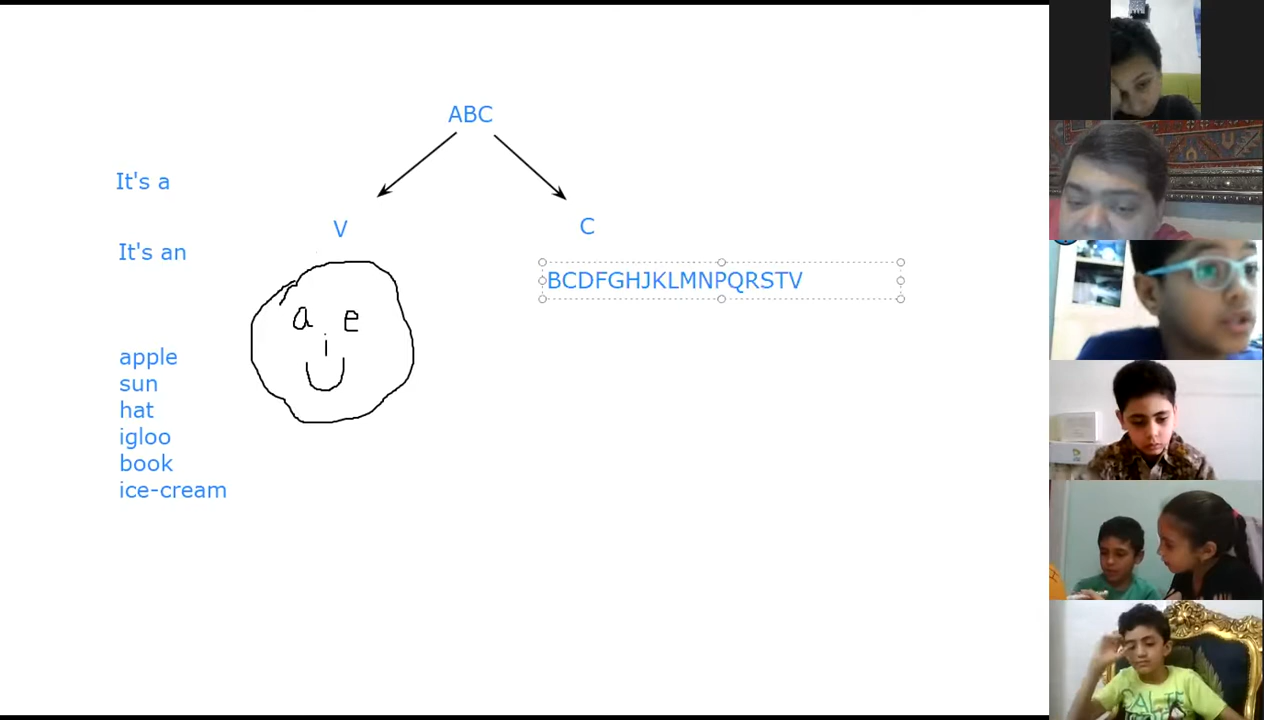 ABC
It's a
V
C
It's an
BCDFGHJKLMNPQRSTV
a e
i
U
apple
sun
hat
igloo
book
ice-cream